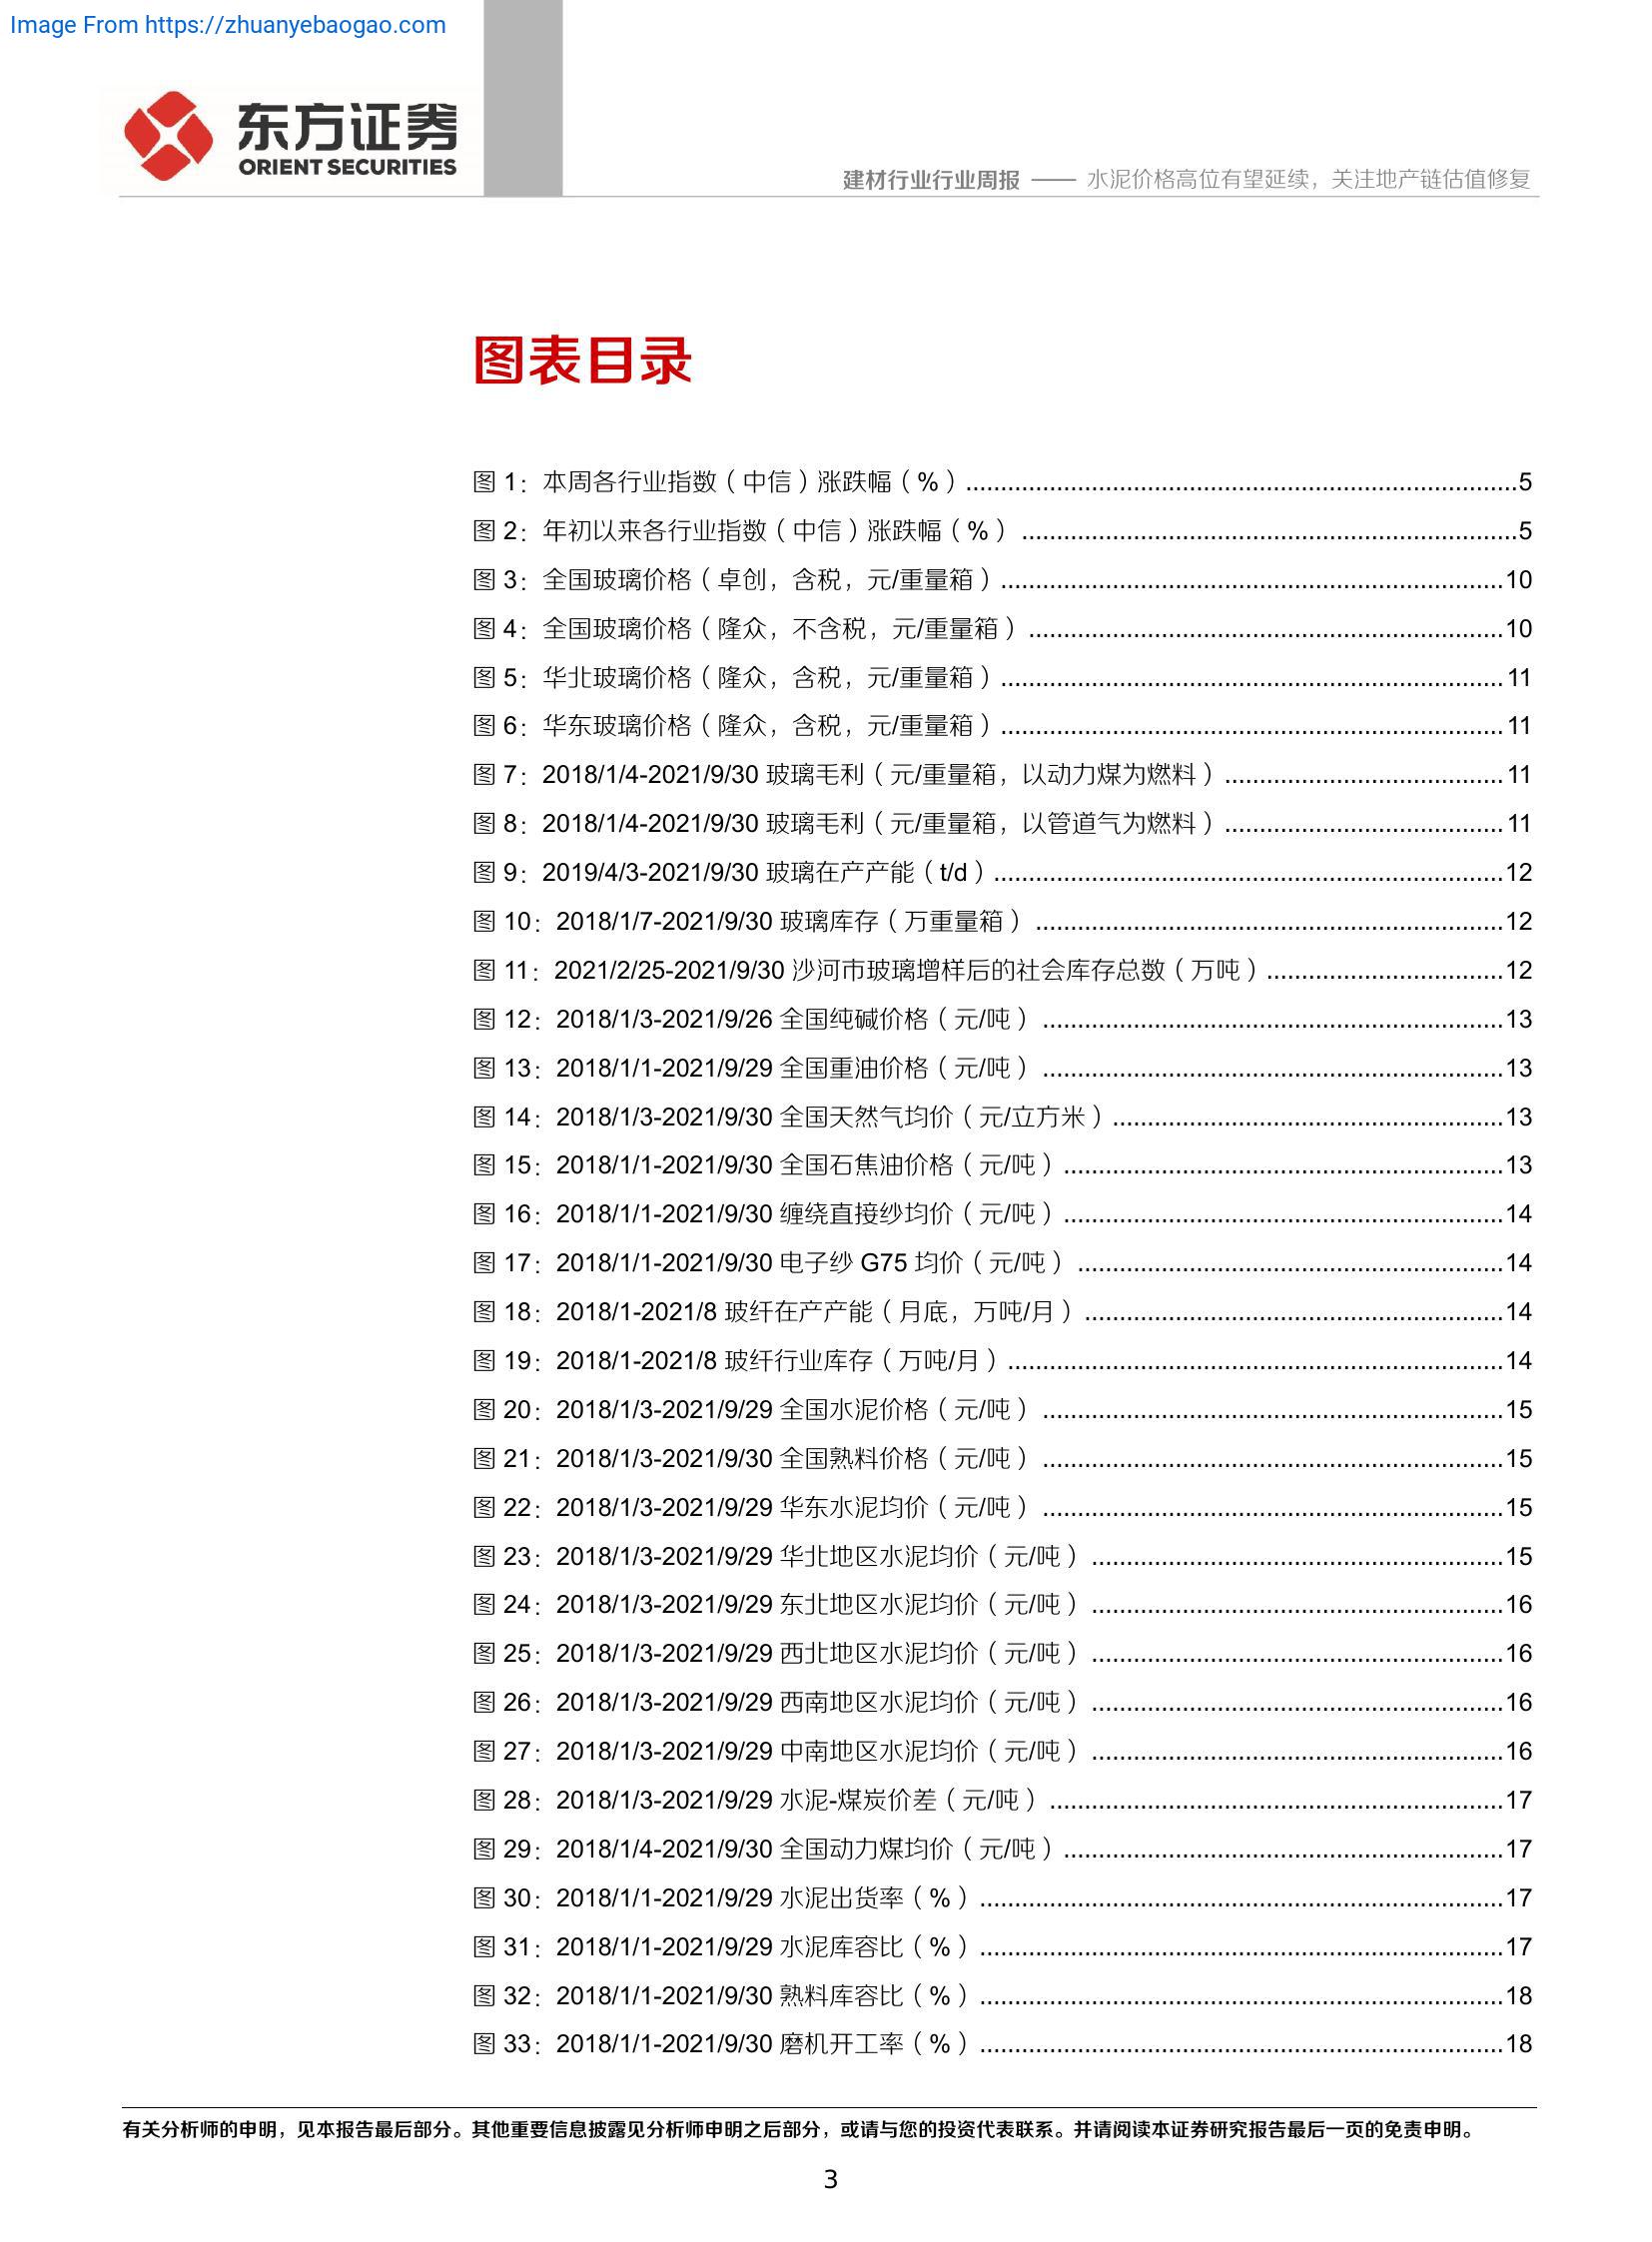 Image From https://zhuanyebaogao.com
东方证券
ORIENT SECURITIES
建材行业行业周报 —— 水泥价格高位有望延续，关注地产链估值修复
图表目录
图 1：本周各行业指数（中信）涨跌幅（%）................................................................................5
图 2：年初以来各行业指数（中信）涨跌幅（%）........................................................................5
图 3：全国玻璃价格（卓创，含税，元/重量箱）.........................................................................10
图 4：全国玻璃价格（隆众，不含税，元/重量箱）.....................................................................10
图 5：华北玻璃价格（隆众，含税，元/重量箱）.........................................................................11
图 6：华东玻璃价格（隆众，含税，元/重量箱）.........................................................................11
图 7：2018/1/4-2021/9/30 玻璃毛利（元/重量箱，以动力煤为燃料）........................................11
图 8：2018/1/4-2021/9/30 玻璃毛利（元/重量箱，以管道气为燃料）........................................11
图 9：2019/4/3-2021/9/30 玻璃在产产能（t/d）..........................................................................12
图 10：2018/1/7-2021/9/30 玻璃库存（万重量箱）....................................................................12
图 11：2021/2/25-2021/9/30 沙河市玻璃增样后的社会库存总数（万吨）..................................12
图 12：2018/1/3-2021/9/26 全国纯碱价格（元/吨）...................................................................13
图 13：2018/1/1-2021/9/29 全国重油价格（元/吨）...................................................................13
图 14：2018/1/3-2021/9/30 全国天然气均价（元/立方米）........................................................13
图 15：2018/1/1-2021/9/30 全国石焦油价格（元/吨）...............................................................13
图 16：2018/1/1-2021/9/30 缠绕直接纱均价（元/吨）...............................................................14
图 17：2018/1/1-2021/9/30 电子纱 G75 均价（元/吨）.............................................................14
图 18：2018/1-2021/8 玻纤在产产能（月底，万吨/月）............................................................14
图 19：2018/1-2021/8 玻纤行业库存（万吨/月）.......................................................................14
图 20：2018/1/3-2021/9/29 全国水泥价格（元/吨）...................................................................15
图 21：2018/1/3-2021/9/30 全国熟料价格（元/吨）...................................................................15
图 22：2018/1/3-2021/9/29 华东水泥均价（元/吨）...................................................................15
图 23：2018/1/3-2021/9/29 华北地区水泥均价（元/吨）...........................................................15
图 24：2018/1/3-2021/9/29 东北地区水泥均价（元/吨）...........................................................16
图 25：2018/1/3-2021/9/29 西北地区水泥均价（元/吨）...........................................................16
图 26：2018/1/3-2021/9/29 西南地区水泥均价（元/吨）...........................................................16
图 27：2018/1/3-2021/9/29 中南地区水泥均价（元/吨）...........................................................16
图 28：2018/1/3-2021/9/29 水泥-煤炭价差（元/吨）.................................................................17
图 29：2018/1/4-2021/9/30 全国动力煤均价（元/吨）...............................................................17
图 30：2018/1/1-2021/9/29 水泥出货率（%）............................................................................17
图 31：2018/1/1-2021/9/29 水泥库容比（%）............................................................................17
图 32：2018/1/1-2021/9/30 熟料库容比（%）............................................................................18
图 33：2018/1/1-2021/9/30 磨机开工率（%）............................................................................18
有关分析师的申明，见本报告最后部分。其他重要信息披露见分析师申明之后部分，或请与您的投资代表联系。并请阅读本证券研究报告最后一页的免责申明。
3